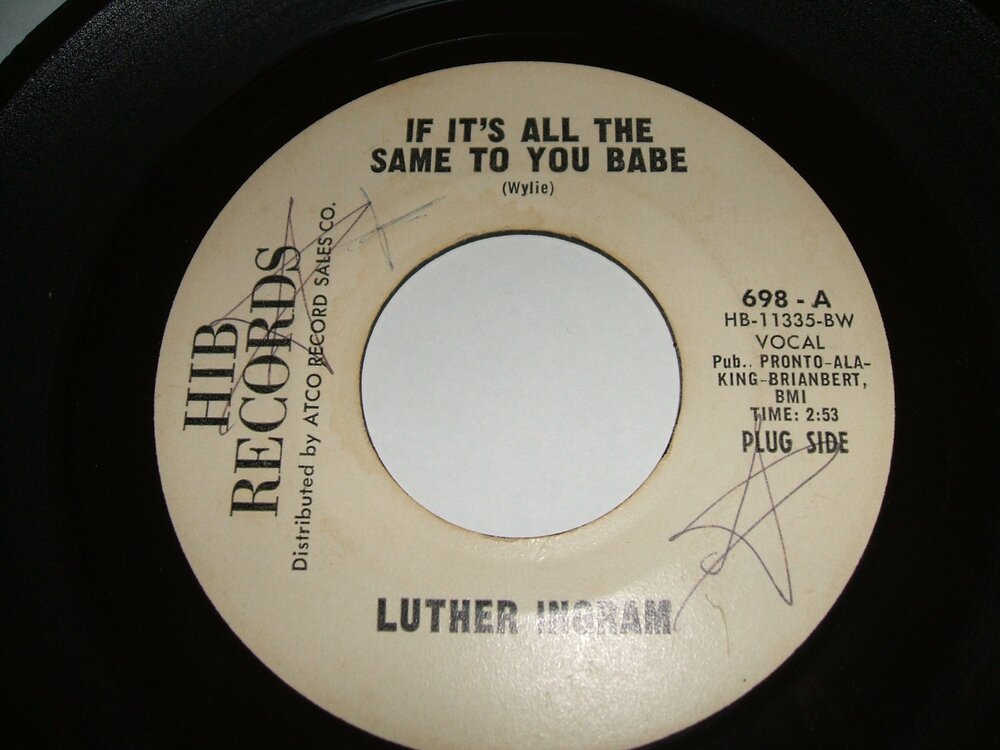 IF IT'S ALL THE
SAME TO YOU BABE
(Wylie)
HIB
RECORDS
Distributed by ATCO RECORD SALES CO.
698 - A
HB-11335-BW
VOCAL
Pub.. PRONTO-ALA-
KING-BRIANBERT,
BMI
TIME: 2:53
PLUG SIDE
LUTHER INGRAM